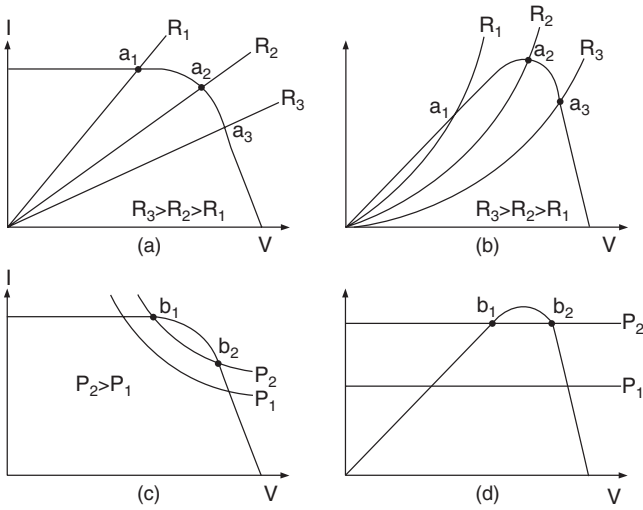 I
R₁
R₂
R₃
a₁
a₂
a₃
R₃>R₂>R₁
V
(a)
R₁
R₂
R₃
a₁
a₂
a₃
R₃>R₂>R₁
V
(b)
I
b₁
b₂
P₂
P₁
P₂>P₁
V
(c)
b₁
b₂
P₂
P₁
V
(d)